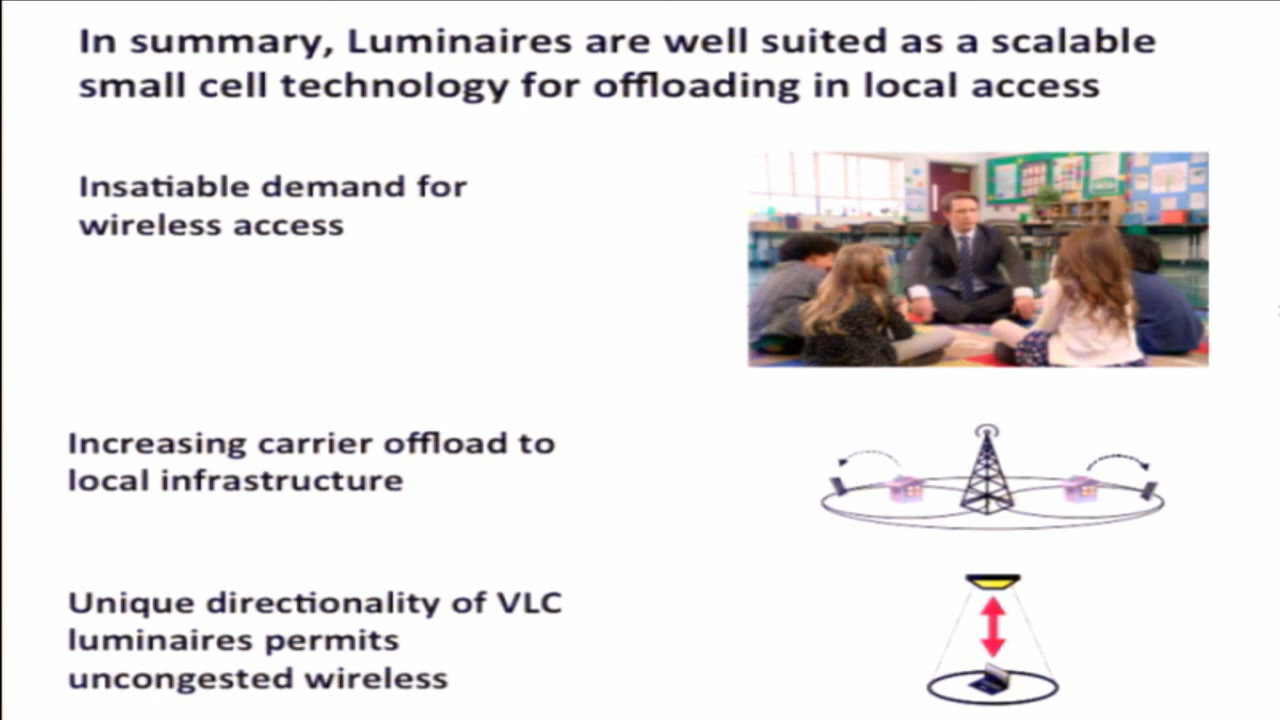 In summary, Luminaires are well suited as a scalable
small cell technology for offloading in local access
Insatiable demand for
wireless access
Increasing carrier offload to
local infrastructure
Unique directionality of VLC
luminaires permits
uncongested wireless